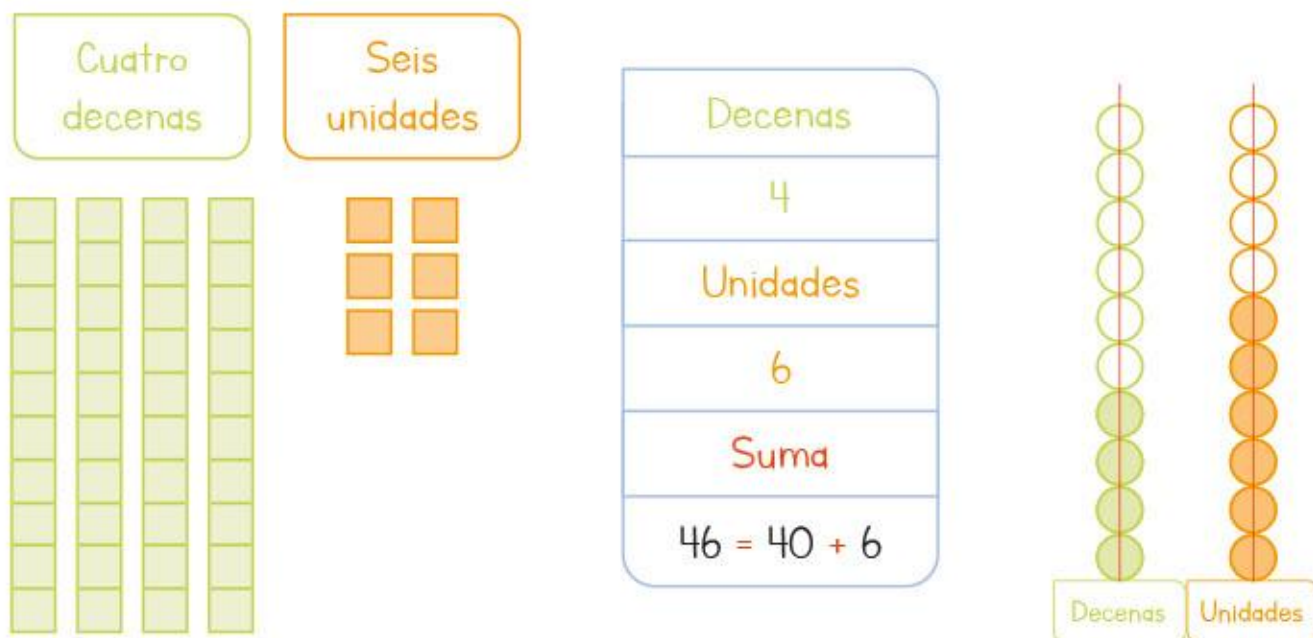 Cuatro
decenas
Seis
unidades
Decenas
4
Unidades
6
Suma
46 = 40 + 6
Decenas
Unidades